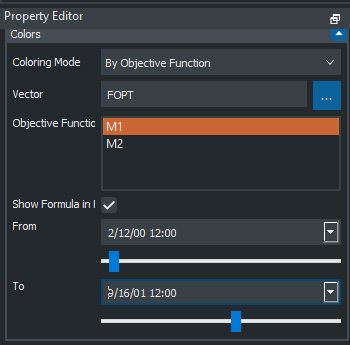 Property Editor
Colors
Coloring Mode
By Objective Function
Vector
FOPT
...
Objective Functio
M1
M2
Show Formula in
From
2/12/00 12:00
To
9/16/01 12:00